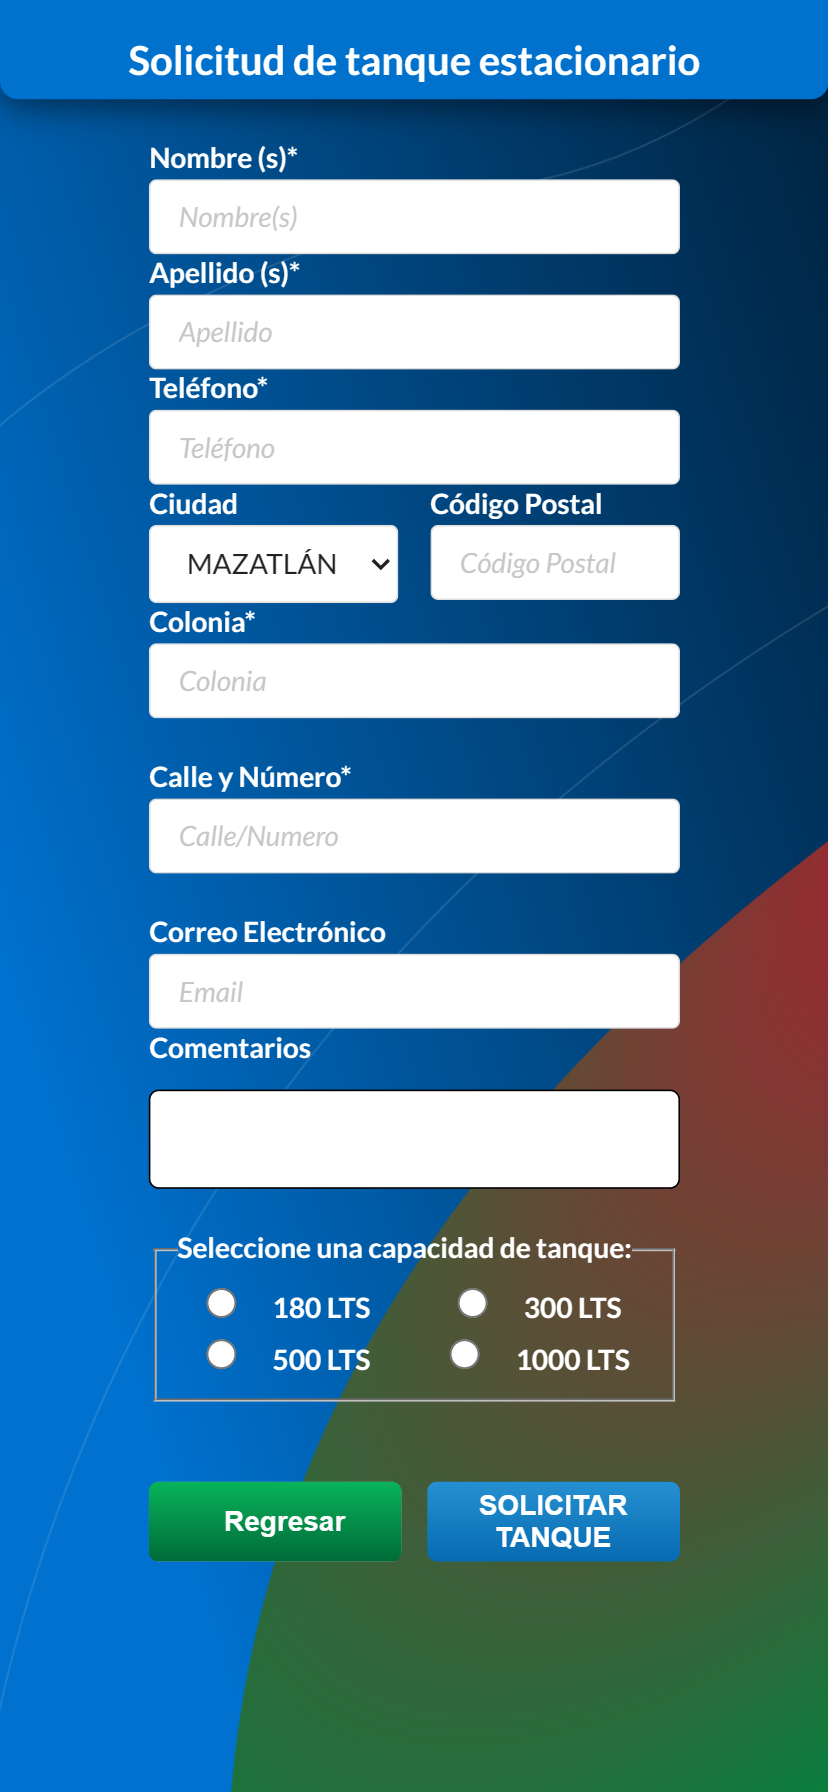 Solicitud de tanque estacionario
Nombre (s)*
Nombre(s)
Apellido (s)*
Apellido
Teléfono*
Teléfono
Ciudad
Código Postal
MAZATLÁN
Código Postal
Colonia*
Colonia
Calle y Número*
Calle/Numero
Correo Electrónico
Email
Comentarios
Seleccione una capacidad de tanque:
180 LTS
300 LTS
500 LTS
1000 LTS
Regresar
SOLICITAR
TANQUE